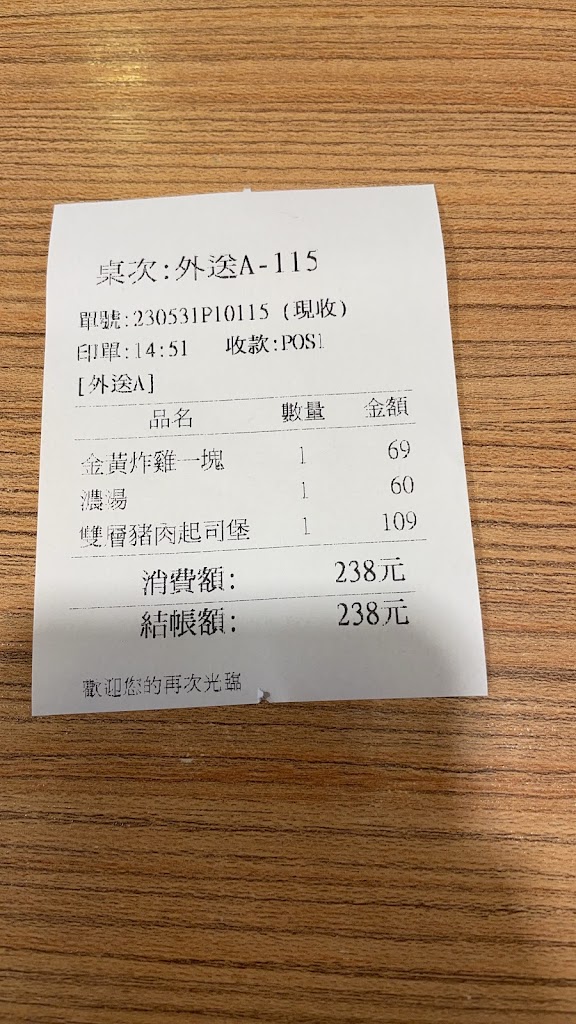 桌次:外送A-115
單號:230531P10115 (現收)
印單:14:51 收款:POS1
[外送A]
品名 數量 金額
金黃炸雞一塊 1 69
濃湯 1 60
雙層豬肉起司堡 1 109
消費額: 238元
結帳額: 238元
歡迎您的再次光臨